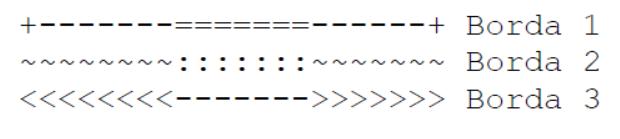 +-------=======------+ Borda 1
~~~~~~~~:::::::~~~~~~~ Borda 2
<<<<<<<<------->>>>>>> Borda 3